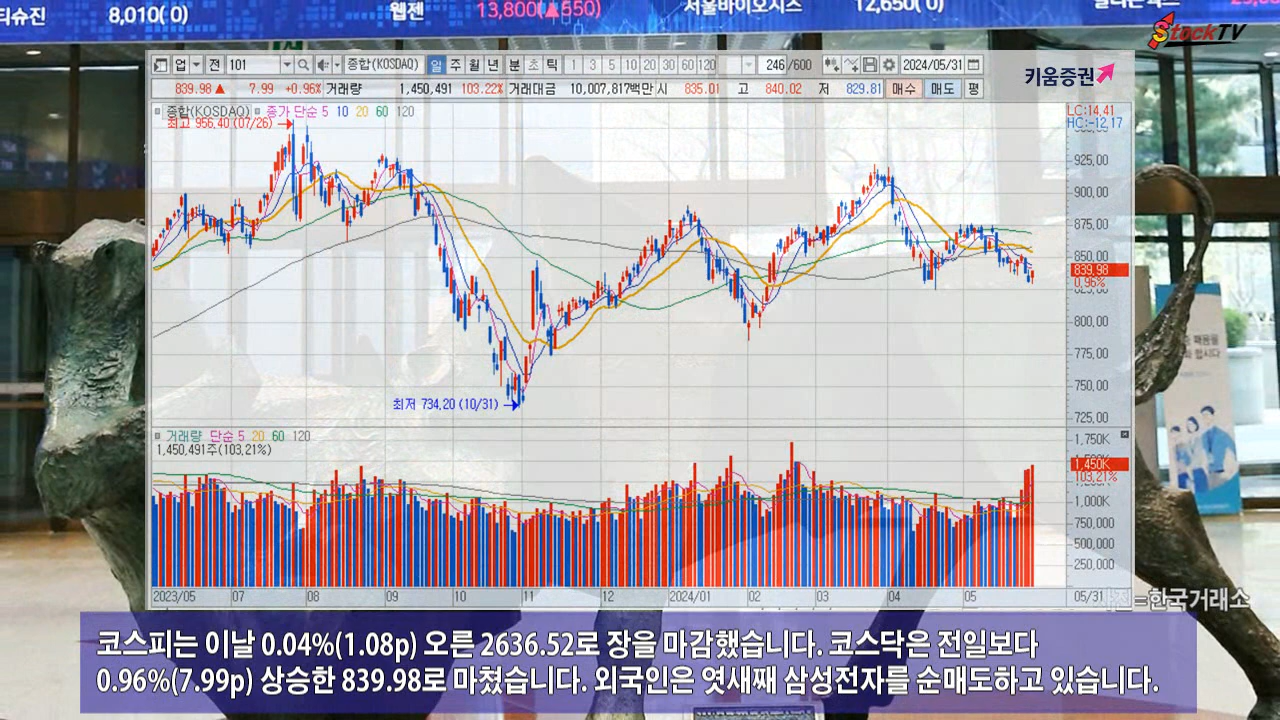 티슈진 8,010( 0) 웹젠 13,800(▲550) 서울바이오시스 12,650( 0)
StockTV
업 전 101 종합(KOSDAQ) 일 주 월 년 분 초 틱 1 3 5 10 20 30 60 120 246 /600 2024/05/31
키움증권
839.98 ▲ 7.99 +0.96% 거래량 1,450,491 103.22% 거래대금 10,007,817백만 시 835.01 고 840.02 저 829.81 매수 매도 평
종합(KOSDAQ) 종가 단순 5 10 20 60 120
LC:14.41
최고 956.40 (07/26)
HC:-12.17
925.00
900.00
875.00
850.00
839.98
0.96%
825.00
800.00
775.00
750.00
최저 734.20 (10/31)
725.00
거래량 단순 5 20 60 120
1,750K
1,450,491주(103.21%)
1,450K
103.21%
1,000K
750,000
500,000
250,000
2023/05 07 08 09 10 11 12 2024/01 02 03 04 05 05/31
=한국거래소
코스피는 이날 0.04%(1.08p) 오른 2636.52로 장을 마감했습니다. 코스닥은 전일보다
0.96%(7.99p) 상승한 839.98로 마쳤습니다. 외국인은 엿새째 삼성전자를 순매도하고 있습니다.